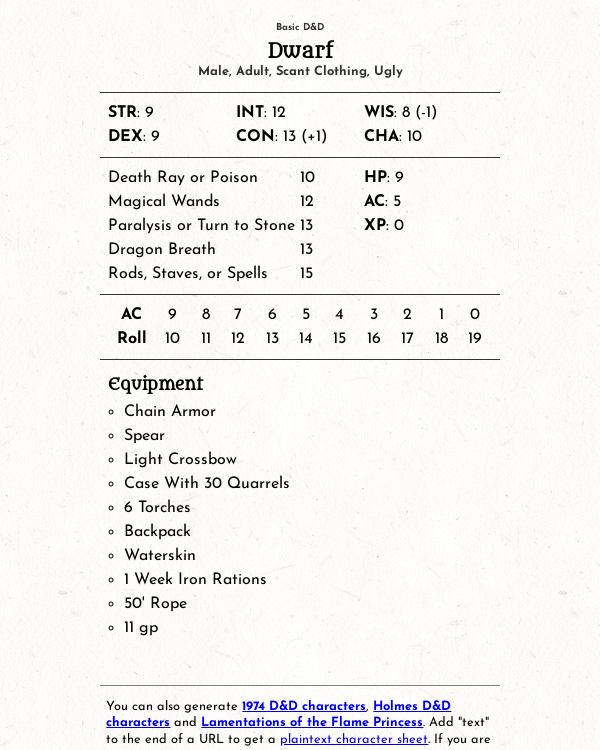 Basic D&D
Dwarf
Male, Adult, Scant Clothing, Ugly
STR: 9 INT: 12 WIS: 8 (-1)
DEX: 9 CON: 13 (+1) CHA: 10
Death Ray or Poison 10 HP: 9
Magical Wands 12 AC: 5
Paralysis or Turn to Stone 13 XP: 0
Dragon Breath 13
Rods, Staves, or Spells 15
AC 9 8 7 6 5 4 3 2 1 0
Roll 10 11 12 13 14 15 16 17 18 19
Equipment
Chain Armor
Spear
Light Crossbow
Case With 30 Quarrels
6 Torches
Backpack
Waterskin
1 Week Iron Rations
50' Rope
11 gp
You can also generate 1974 D&D characters, Holmes D&D
characters and Lamentations of the Flame Princess. Add "text"
to the end of a URL to get a plaintext character sheet. If you are